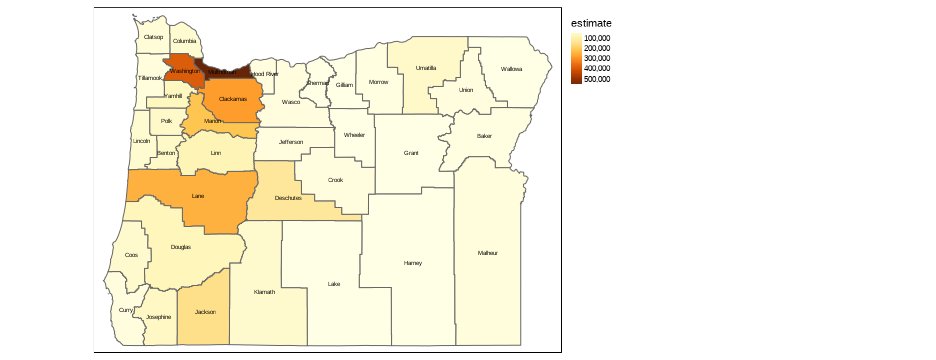 estimate
100,000
200,000
300,000
400,000
500,000
Clatsop
Columbia
Tillamook
Washington
Multnomah
Hood River
Sherman
Gilliam
Morrow
Umatilla
Union
Wallowa
Yamhill
Clackamas
Wasco
Polk
Marion
Wheeler
Baker
Lincoln
Benton
Linn
Jefferson
Grant
Crook
Lane
Deschutes
Coos
Douglas
Harney
Malheur
Lake
Klamath
Curry
Josephine
Jackson